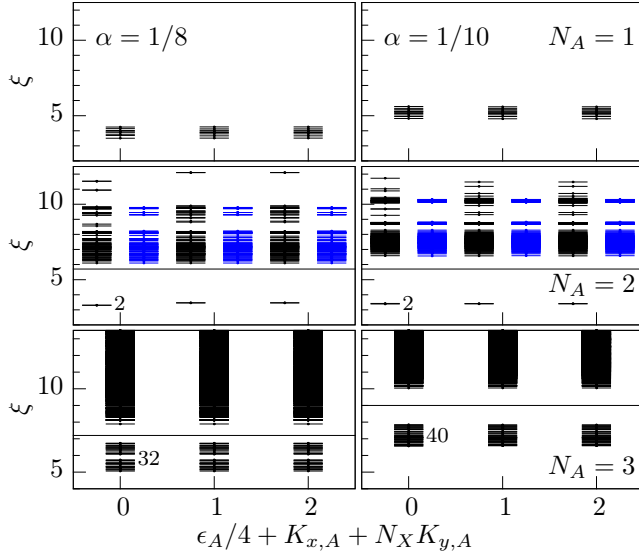 ξ 10 5 α = 1/8 α = 1/10 N_A = 1
ξ 10 5 2 2 N_A = 2
ξ 10 5 32 40 N_A = 3
0 1 2 0 1 2
ϵ_A/4 + K_{x,A} + N_X K_{y,A}